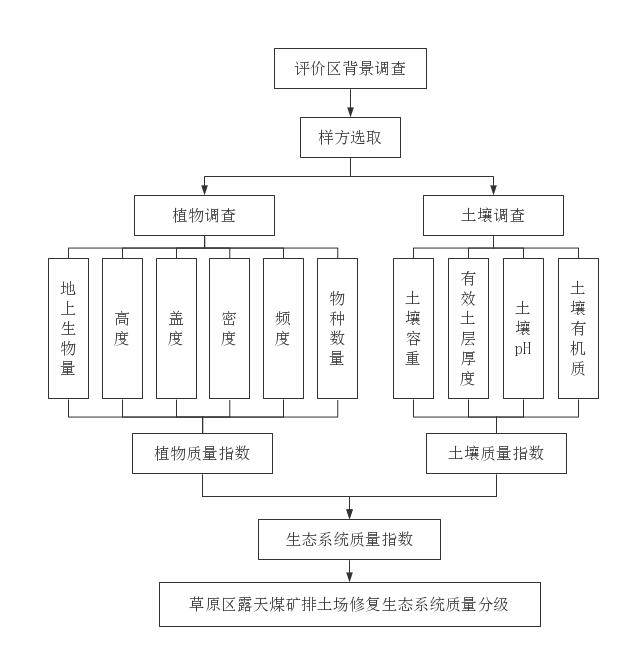 评价区背景调查
样方选取
植物调查
土壤调查
地上生物量
高度
盖度
密度
频度
物种数量
土壤容重
有效土层厚度
土壤pH
土壤有机质
植物质量指数
土壤质量指数
生态系统质量指数
草原区露天煤矿排土场修复生态系统质量分级